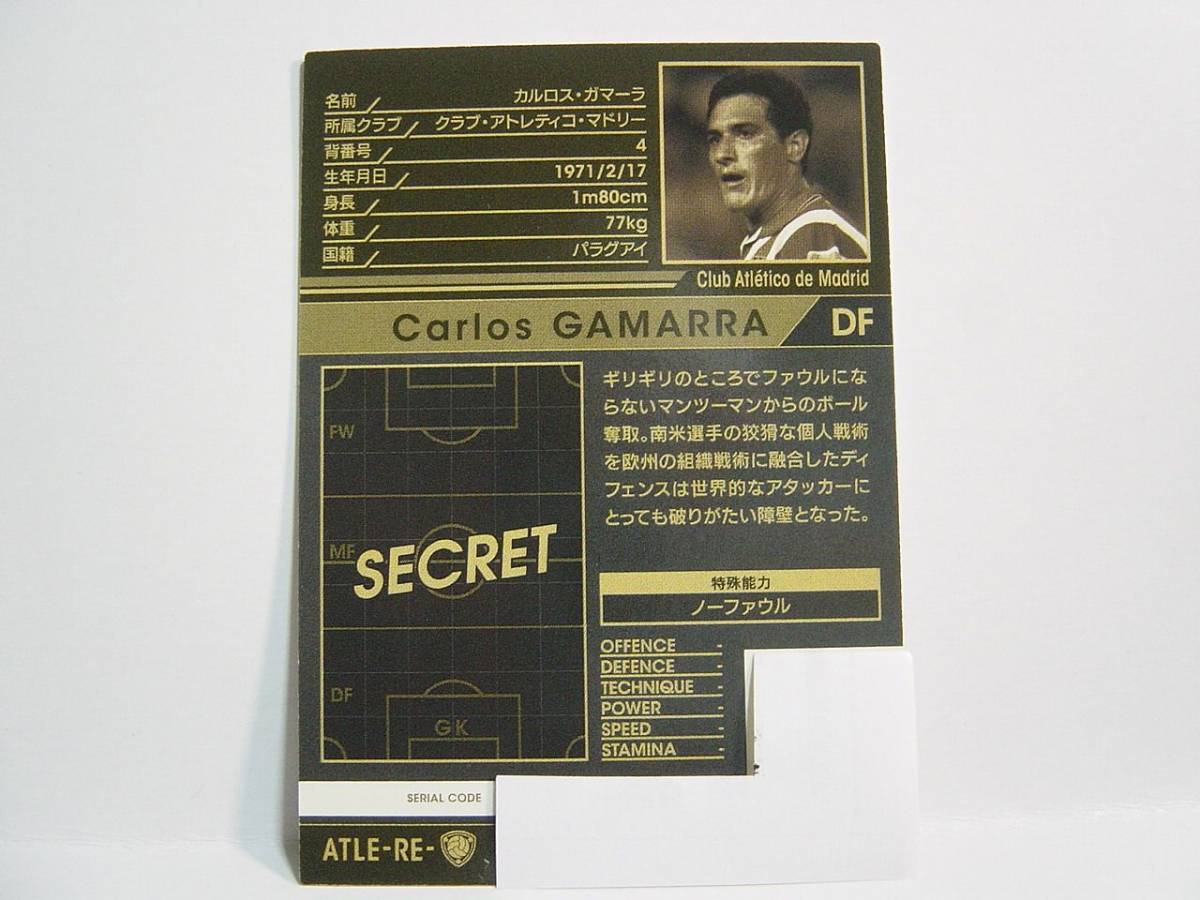 名前 カルロス・ガマーラ
所属クラブ クラブ・アトレティコ・マドリー
背番号 4
生年月日 1971/2/17
身長 1m80cm
体重 77kg
国籍 パラグアイ
Club Atlético de Madrid
Carlos GAMARRA DF
FW
MF
SECRET
DF
GK
ギリギリのところでファウルにな
らないマンツーマンからのボール
奪取。南米選手の狡猾な個人戦術
を欧州の組織戦術に融合したディ
フェンスは世界的なアタッカーに
とっても破りがたい障壁となった。
特殊能力
ノーファウル
OFFENCE
DEFENCE
TECHNIQUE
POWER
SPEED
STAMINA
SERIAL CODE
ATLE-RE-